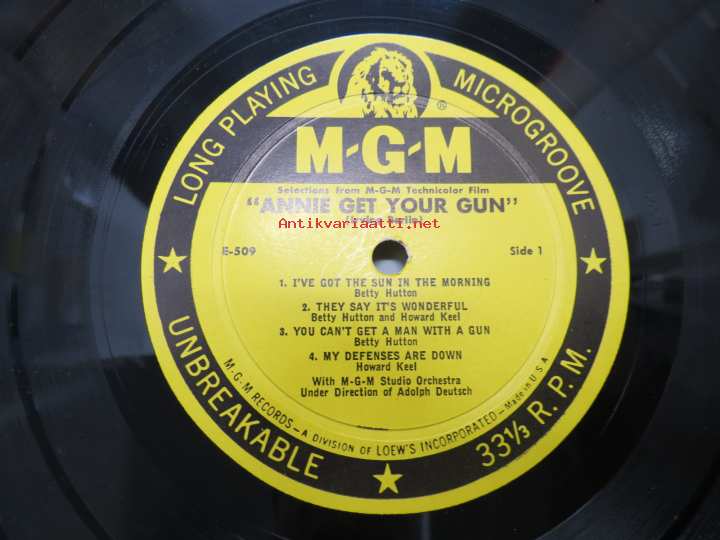 LONG PLAYING
MICROGROOVE
®
M-G-M
Selections from M-G-M Technicolor Film
"ANNIE GET YOUR GUN"
Antikvariaatti.net
(Irving Berlin)
E-509
Side 1
1. I'VE GOT THE SUN IN THE MORNING
Betty Hutton
2. THEY SAY IT'S WONDERFUL
Betty Hutton and Howard Keel
3. YOU CAN'T GET A MAN WITH A GUN
Betty Hutton
4. MY DEFENSES ARE DOWN
Howard Keel
With M-G-M Studio Orchestra
Under Direction of Adolph Deutsch
M-G-M RECORDS — A DIVISION OF LOEW'S INCORPORATED — Made in U S A
UNBREAKABLE
33⅓ R.P.M.